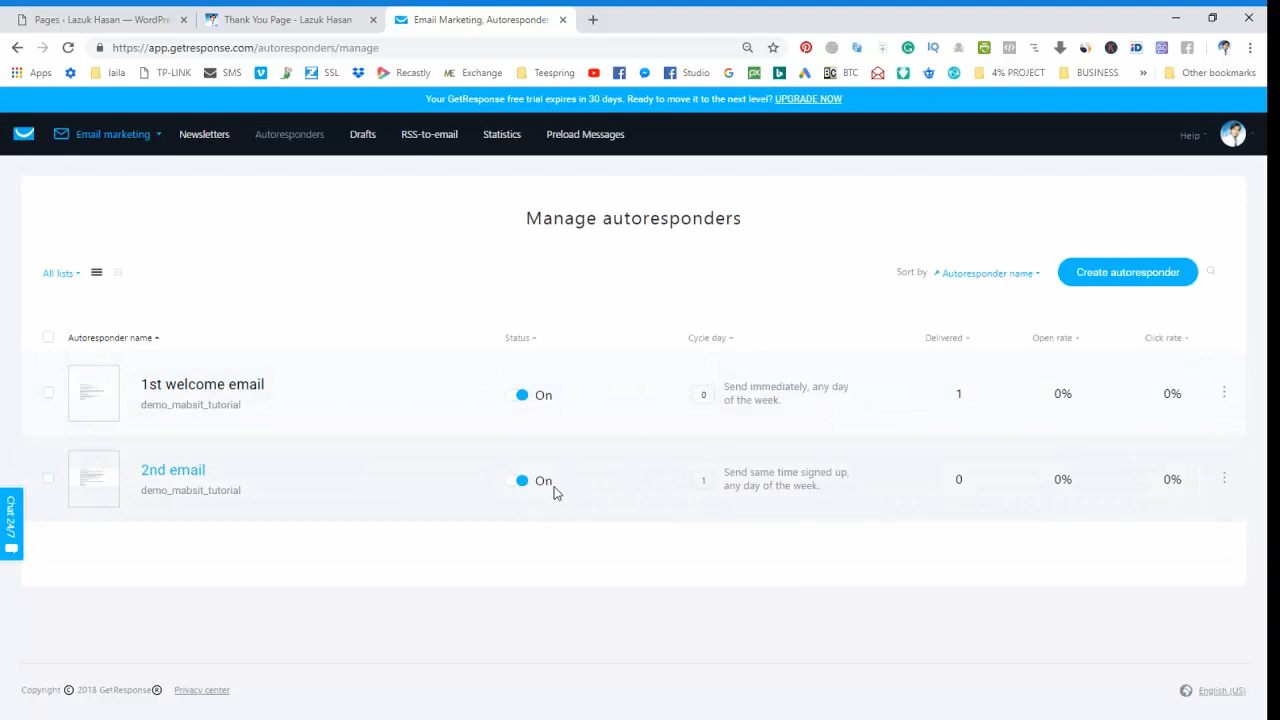 Pages ‹ Lazuk Hasan — WordPre
Thank You Page - Lazuk Hasan
Email Marketing, Autoresponder
https://app.getresponse.com/autoresponders/manage
Apps
laila
TP-LINK
SMS
SSL
Recastly
ME Exchange
Teespring
Studio
BTC
4% PROJECT
BUSINESS
Other bookmarks
Your GetResponse free trial expires in 30 days. Ready to move it to the next level? UPGRADE NOW
Email marketing
Newsletters
Autoresponders
Drafts
RSS-to-email
Statistics
Preload Messages
Help
Manage autoresponders
All lists
Sort by
Autoresponder name
Create autoresponder
Autoresponder name
Status
Cycle day
Delivered
Open rate
Click rate
1st welcome email
demo_mabsit_tutorial
On
0
Send immediately, any day
of the week.
1
0%
0%
2nd email
demo_mabsit_tutorial
On
1
Send same time signed up,
any day of the week.
0
0%
0%
Chat 24/7
Copyright © 2018 GetResponse®
Privacy center
English (US)